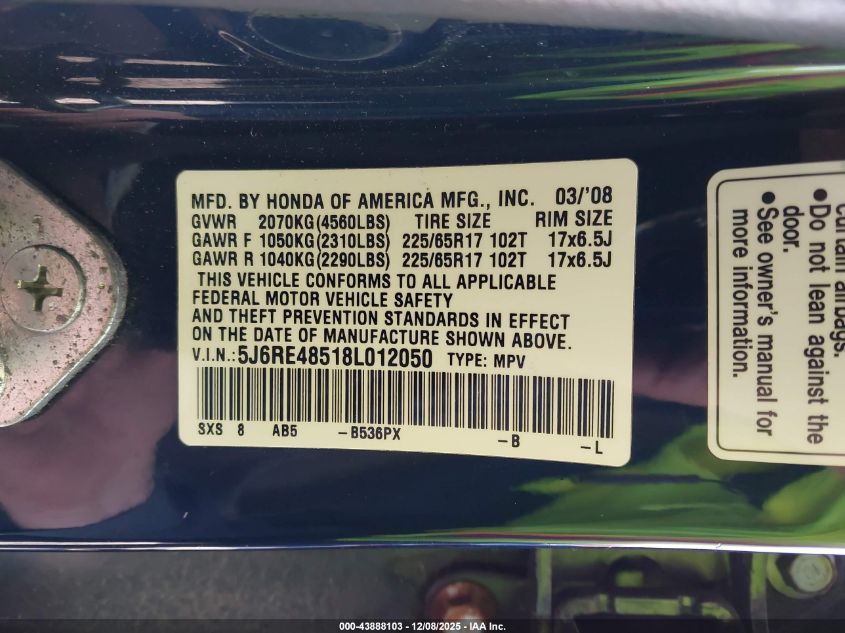 MFD. BY HONDA OF AMERICA MFG., INC. 03/'08
GVWR 2070KG(4560LBS) TIRE SIZE RIM SIZE
GAWR F 1050KG(2310LBS) 225/65R17 102T 17x6.5J
GAWR R 1040KG(2290LBS) 225/65R17 102T 17x6.5J
THIS VEHICLE CONFORMS TO ALL APPLICABLE
FEDERAL MOTOR VEHICLE SAFETY
AND THEFT PREVENTION STANDARDS IN EFFECT
ON THE DATE OF MANUFACTURE SHOWN ABOVE.
V.I.N.:5J6RE48518L012050 TYPE: MPV
SXS 8 AB5 -B536PX -B -L
curtain airbags.
● Do not lean against the
door.
● See owner's manual for
more information.
000-43888103 - 12/08/2025 - IAA Inc.